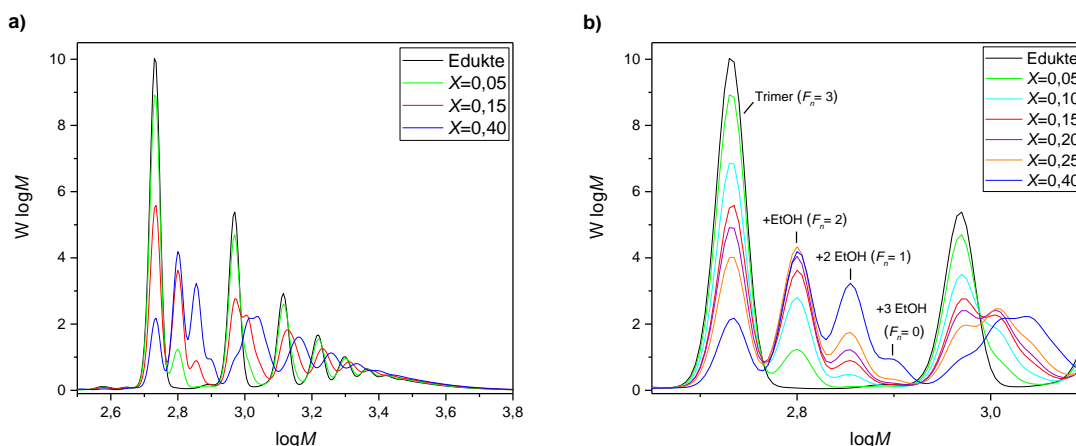 a)
W logM
10
8
6
4
2
0
2,6
2,8
3,0
3,2
3,4
3,6
3,8
logM
Edukte
X=0,05
X=0,15
X=0,40
b)
W logM
10
8
6
4
2
0
2,8
3,0
logM
Trimer (Fn= 3)
+EtOH (Fn= 2)
+2 EtOH (Fn= 1)
+3 EtOH
(Fn= 0)
Edukte
X=0,05
X=0,10
X=0,15
X=0,20
X=0,25
X=0,40